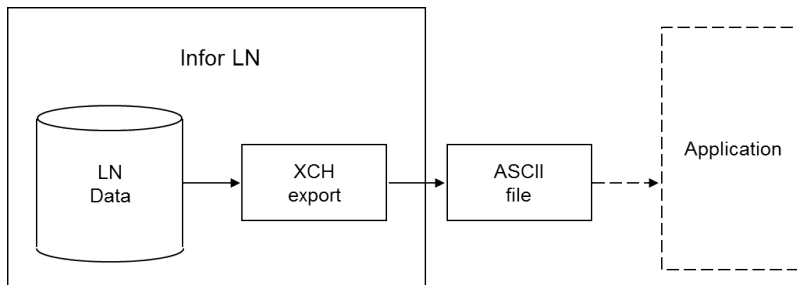 Infor LN
LN
Data
XCH
export
ASCII
file
Application